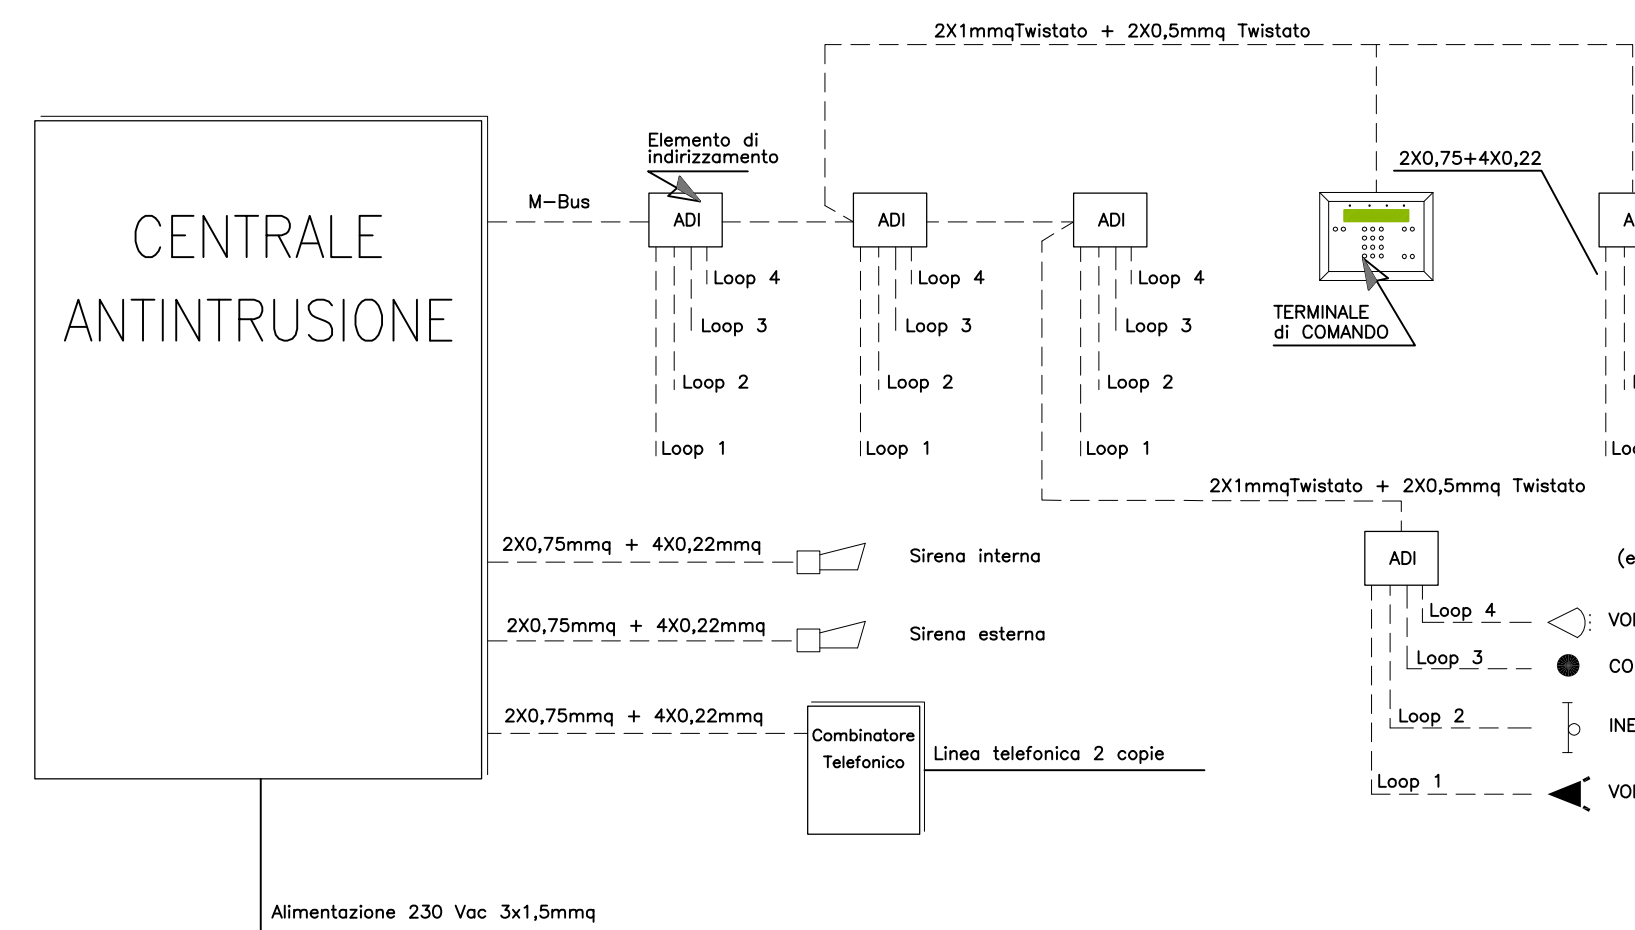 2X1mmqTwistato + 2X0,5mmq Twistato
Elemento di
indirizzamento
2X0,75+4X0,22
M-Bus
ADI
ADI
ADI
CENTRALE
ANTINTRUSIONE
Loop 4
Loop 4
Loop 4
TERMINALE
di COMANDO
Loop 3
Loop 3
Loop 3
Loop 2
Loop 2
Loop 2
Loop 1
Loop 1
Loop 1
2X1mmqTwistato + 2X0,5mmq Twistato
2X0,75mmq + 4X0,22mmq
Sirena interna
ADI
2X0,75mmq + 4X0,22mmq
Sirena esterna
Loop 4
Loop 3
2X0,75mmq + 4X0,22mmq
Loop 2
Combinatore
Telefonico
Linea telefonica 2 copie
Loop 1
Alimentazione 230 Vac 3x1,5mmq